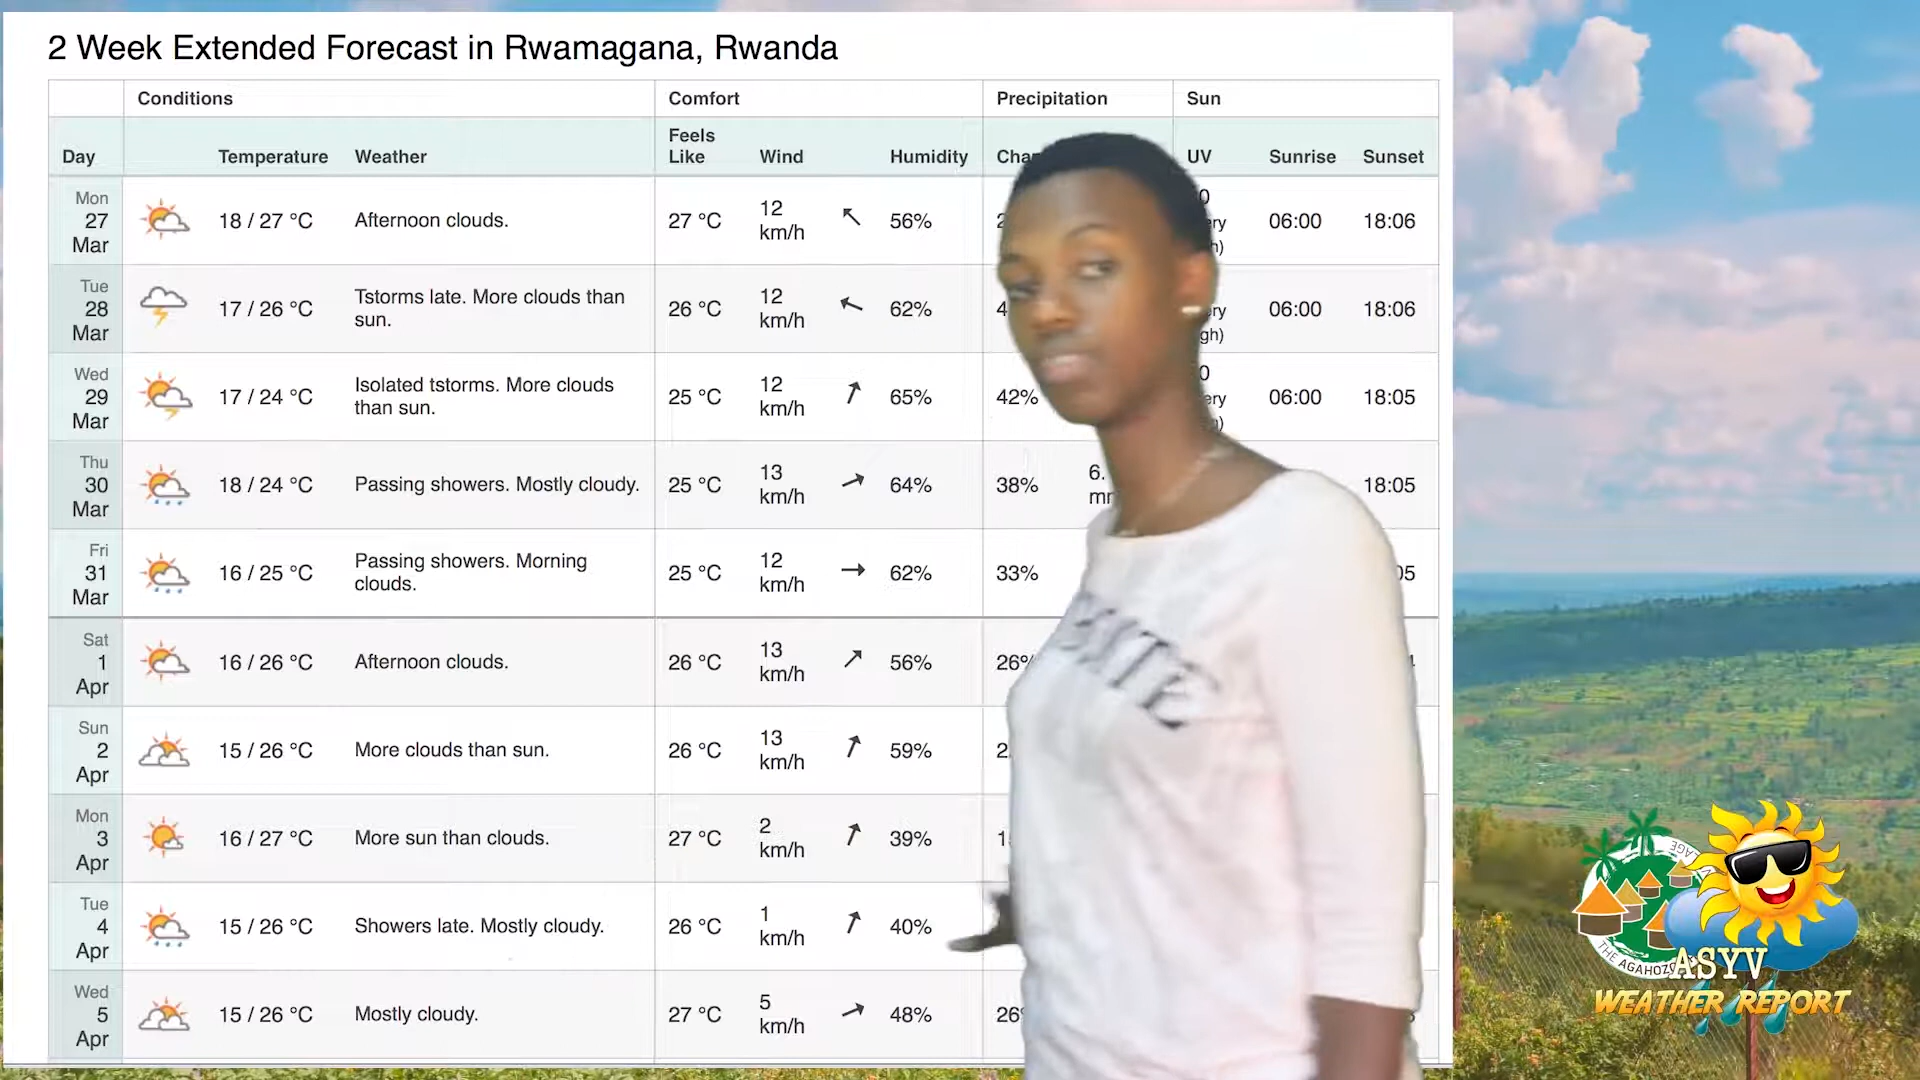 2 Week Extended Forecast in Rwamagana, Rwanda
Conditions Comfort Precipitation Sun
Day Temperature Weather Feels Like Wind Humidity UV Sunrise Sunset
Mon 27 Mar 18 / 27 °C Afternoon clouds. 27 °C 12 km/h 56% 06:00 18:06
Tue 28 Mar 17 / 26 °C Tstorms late. More clouds than sun. 26 °C 12 km/h 62% 06:00 18:06
Wed 29 Mar 17 / 24 °C Isolated tstorms. More clouds than sun. 25 °C 12 km/h 65% 42% 06:00 18:05
Thu 30 Mar 18 / 24 °C Passing showers. Mostly cloudy. 25 °C 13 km/h 64% 38% 18:05
Fri 31 Mar 16 / 25 °C Passing showers. Morning clouds. 25 °C 12 km/h 62% 33%
Sat 1 Apr 16 / 26 °C Afternoon clouds. 26 °C 13 km/h 56% 26%
Sun 2 Apr 15 / 26 °C More clouds than sun. 26 °C 13 km/h 59%
Mon 3 Apr 16 / 27 °C More sun than clouds. 27 °C 2 km/h 39%
Tue 4 Apr 15 / 26 °C Showers late. Mostly cloudy. 26 °C 1 km/h 40%
Wed 5 Apr 15 / 26 °C Mostly cloudy. 27 °C 5 km/h 48%
THE
ASYV
WEATHER REPORT